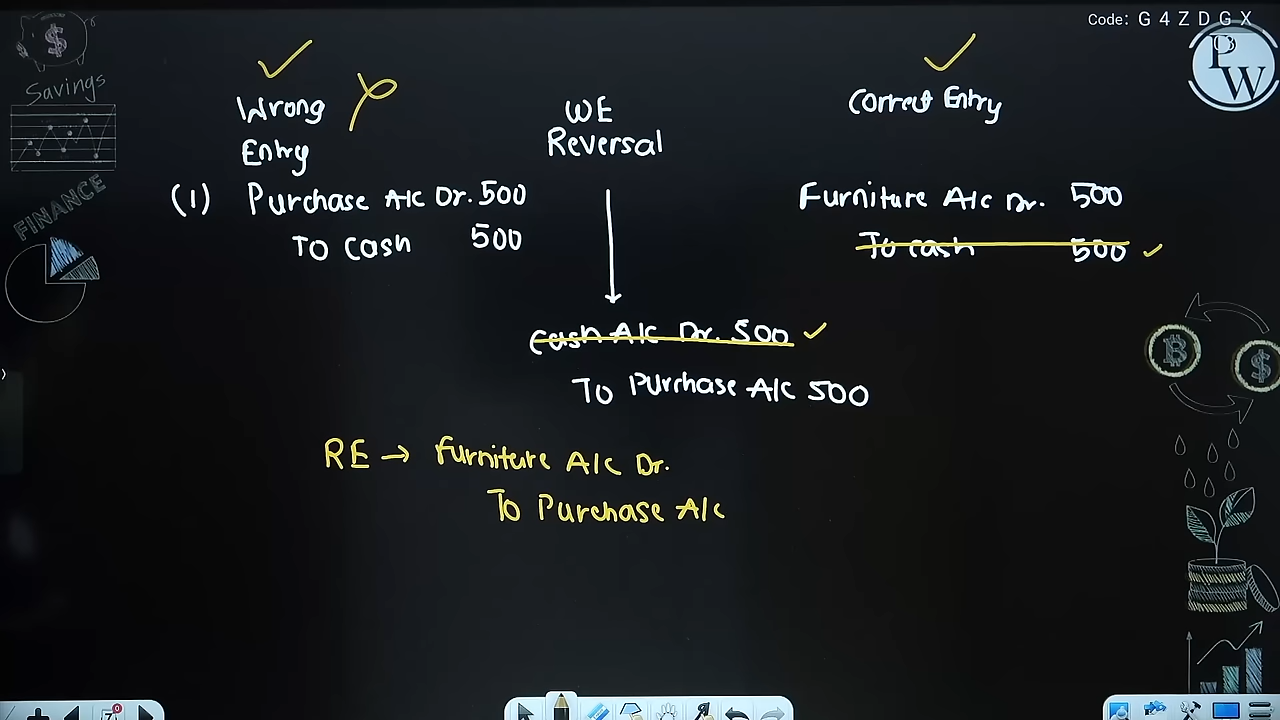 Code: G 4 Z D G X
PW
Savings
FINANCE
Wrong
Entry
WE
Reversal
Correct Entry
(1) Purchase A/c Dr. 500
To Cash 500
Furniture A/c Dr. 500
To cash 500
Cash A/c Dr. 500
To Purchase A/c 500
RE → Furniture A/c Dr.
To Purchase A/c